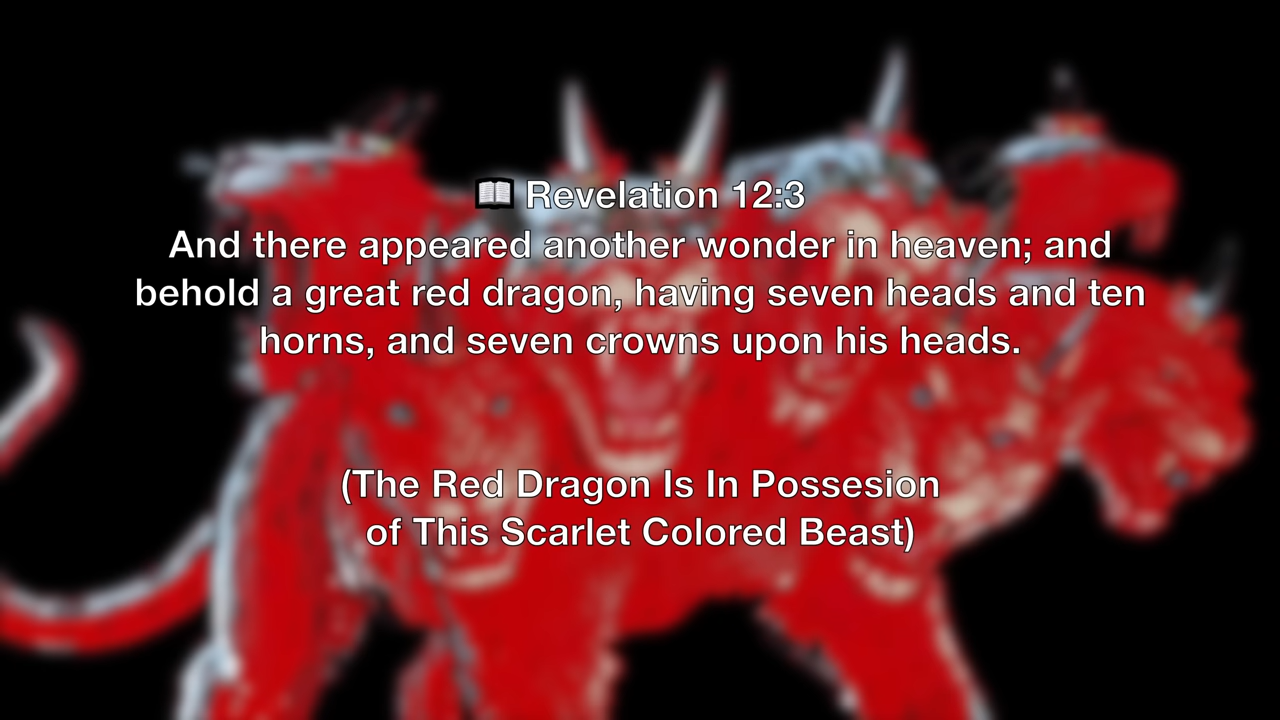 📖 Revelation 12:3
And there appeared another wonder in heaven; and
behold a great red dragon, having seven heads and ten
horns, and seven crowns upon his heads.
(The Red Dragon Is In Possesion
of This Scarlet Colored Beast)